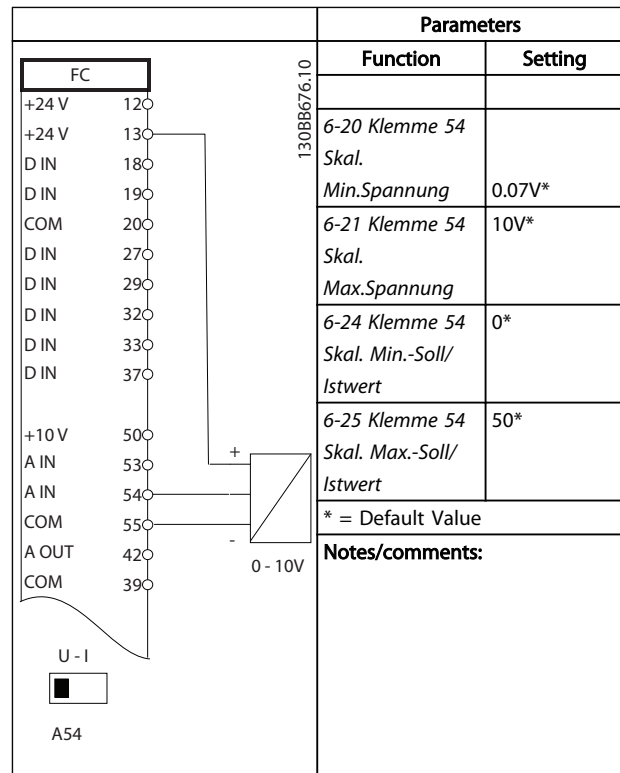 FC
130BB676.10
+24 V 12
+24 V 13
D IN 18
D IN 19
COM 20
D IN 27
D IN 29
D IN 32
D IN 33
D IN 37
+10 V 50
A IN 53
A IN 54
COM 55
A OUT 42
COM 39
+
-
0 - 10V
U - I
A54
Parameters
Function Setting
6-20 Klemme 54
Skal.
Min.Spannung 0.07V*
6-21 Klemme 54 10V*
Skal.
Max.Spannung
6-24 Klemme 54 0*
Skal. Min.-Soll/
Istwert
6-25 Klemme 54 50*
Skal. Max.-Soll/
Istwert
* = Default Value
Notes/comments: